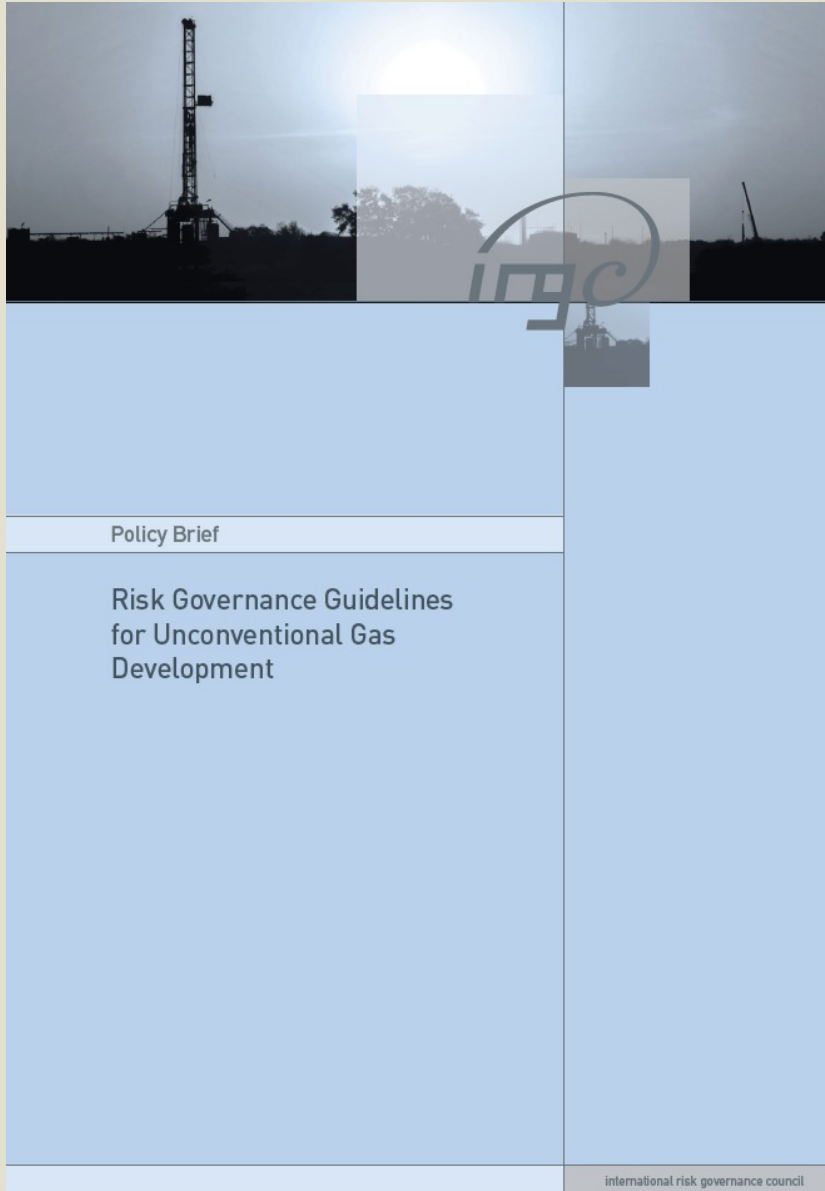 irgc
Policy Brief
Risk Governance Guidelines
for Unconventional Gas
Development
international risk governance council